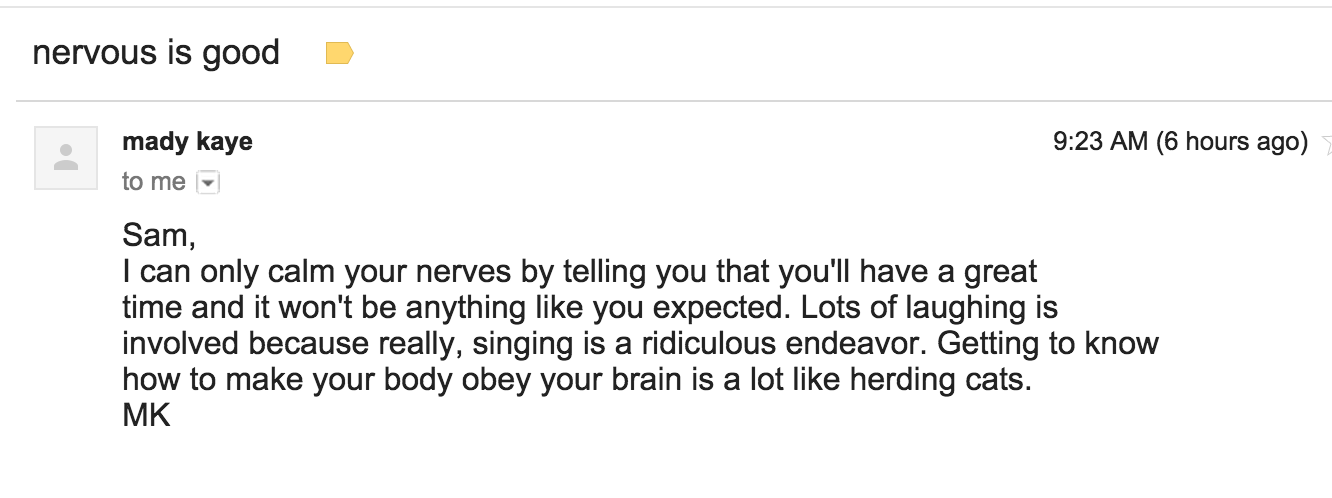 nervous is good
mady kaye
9:23 AM (6 hours ago)
to me
Sam,
I can only calm your nerves by telling you that you'll have a great
time and it won't be anything like you expected. Lots of laughing is
involved because really, singing is a ridiculous endeavor. Getting to know
how to make your body obey your brain is a lot like herding cats.
MK